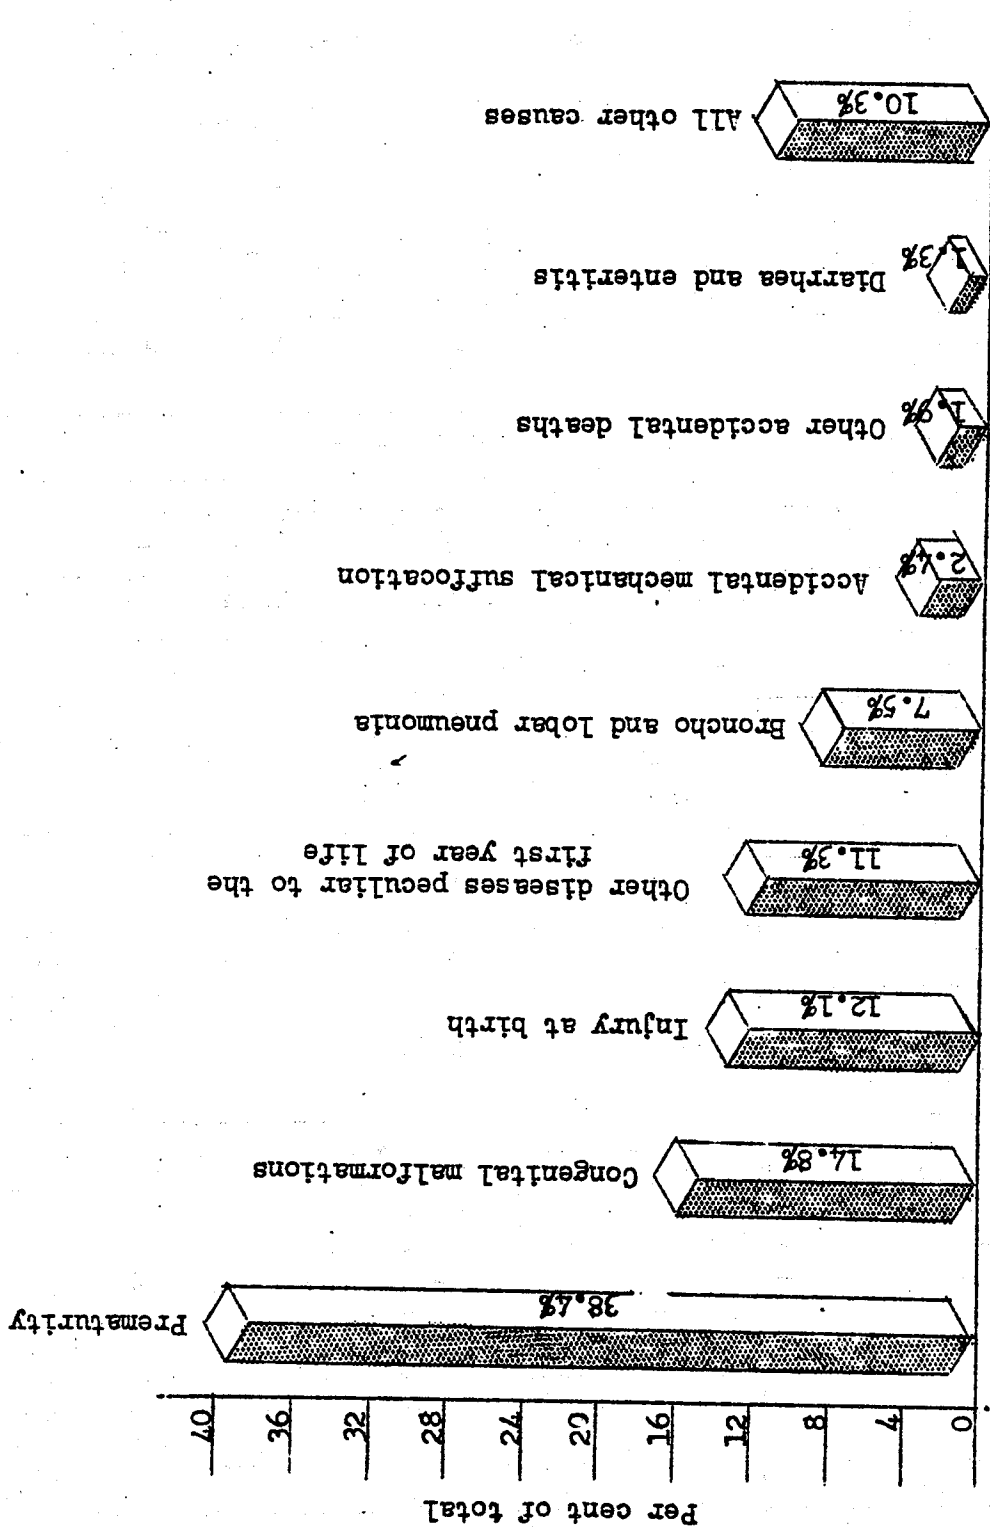 Per cent of total
0 4 8 12 16 20 24 28 32 36 40
Prematurity
38.4%
Congenital malformations
14.8%
Injury at birth
12.1%
Other diseases peculiar to the
first year of life
11.3%
Broncho and lobar pneumonia
7.5%
Accidental mechanical suffocation
2.4%
Other accidental deaths
1.9%
Diarrhea and enteritis
1.3%
All other causes
10.3%